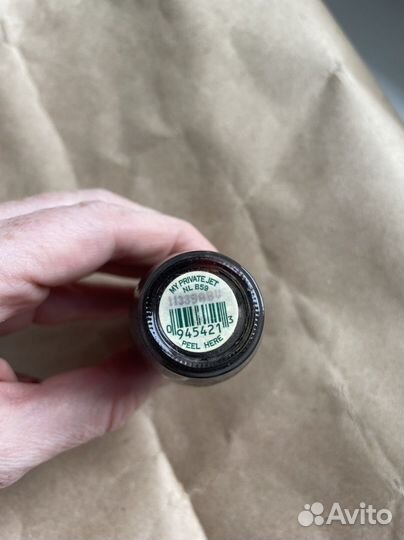 MY PRIVATE JET
NL B59
0 945421 3
PEEL HERE
Avito